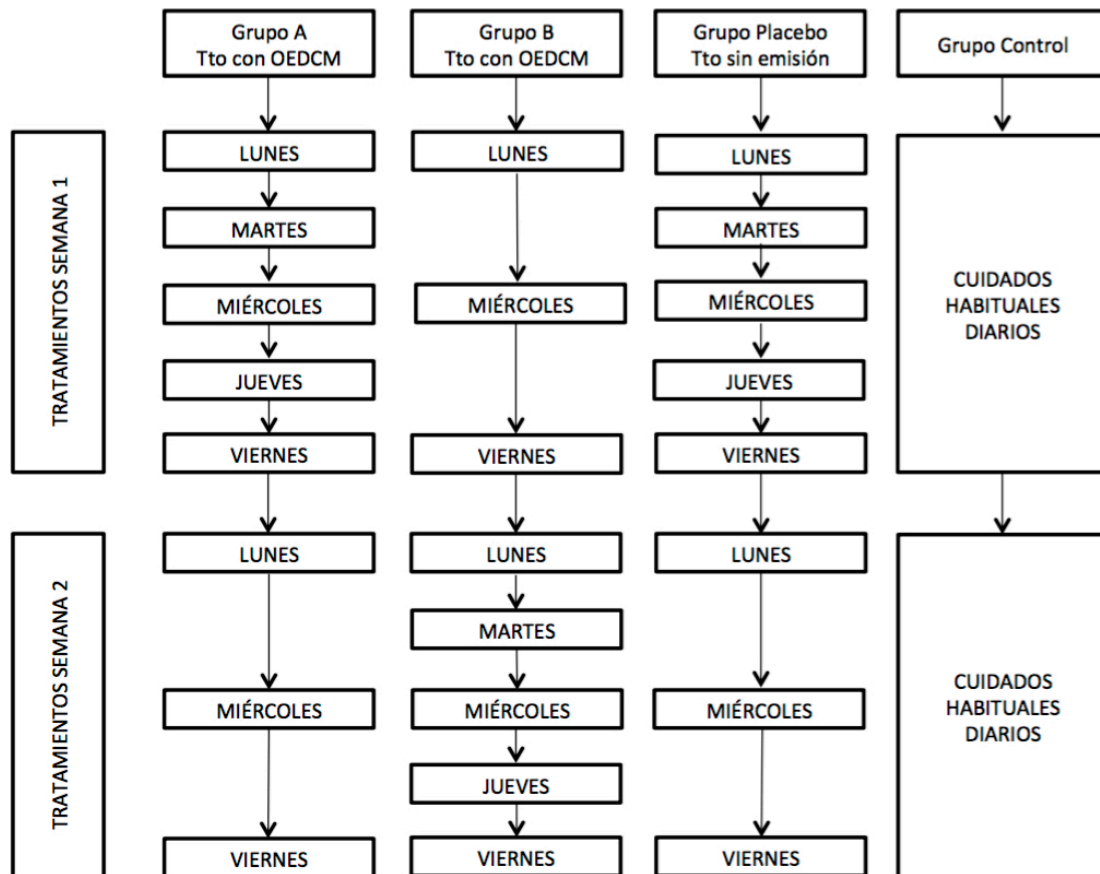 Grupo A
Tto con OEDCM
Grupo B
Tto con OEDCM
Grupo Placebo
Tto sin emisión
Grupo Control
TRATAMIENTOS SEMANA 1
LUNES
MARTES
MIÉRCOLES
JUEVES
VIERNES
LUNES
MIÉRCOLES
VIERNES
LUNES
MARTES
MIÉRCOLES
JUEVES
VIERNES
CUIDADOS
HABITUALES
DIARIOS
TRATAMIENTOS SEMANA 2
LUNES
MIÉRCOLES
VIERNES
LUNES
MARTES
MIÉRCOLES
JUEVES
VIERNES
LUNES
MIÉRCOLES
VIERNES
CUIDADOS
HABITUALES
DIARIOS